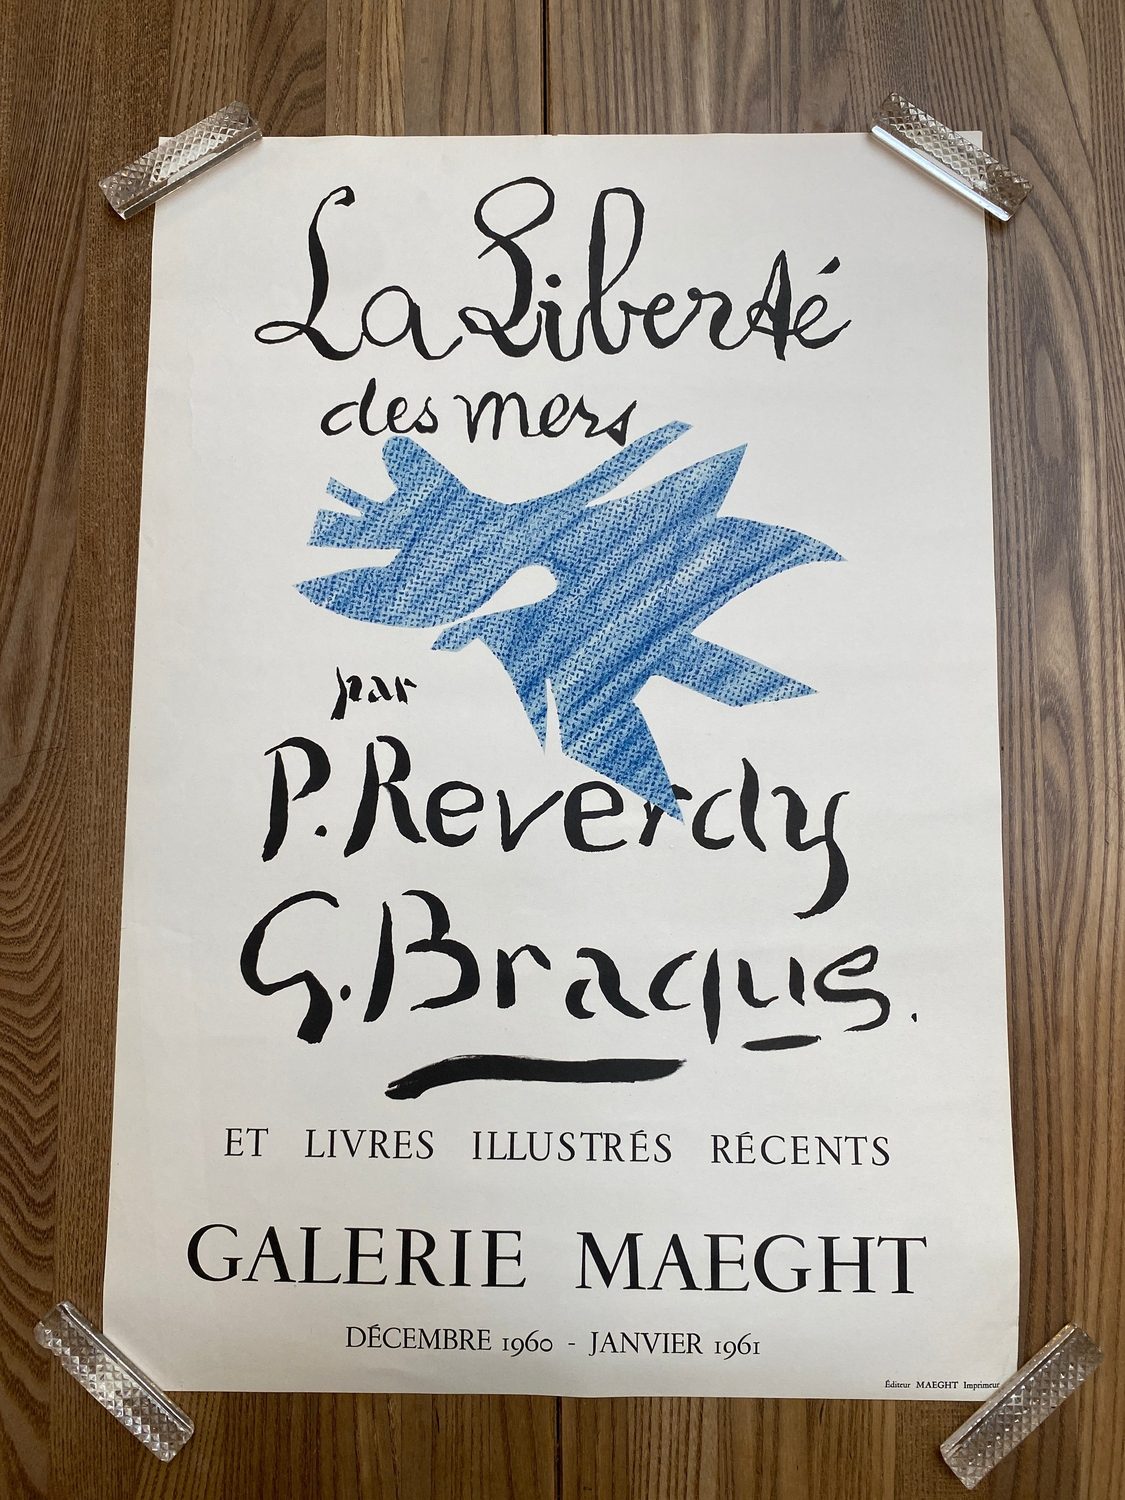 La Liberté
des mers
par
P. Reverdy
G. Braque.
ET LIVRES ILLUSTRÉS RÉCENTS
GALERIE MAEGHT
DÉCEMBRE 1960 - JANVIER 1961
Éditeur MAEGHT Imprimeur